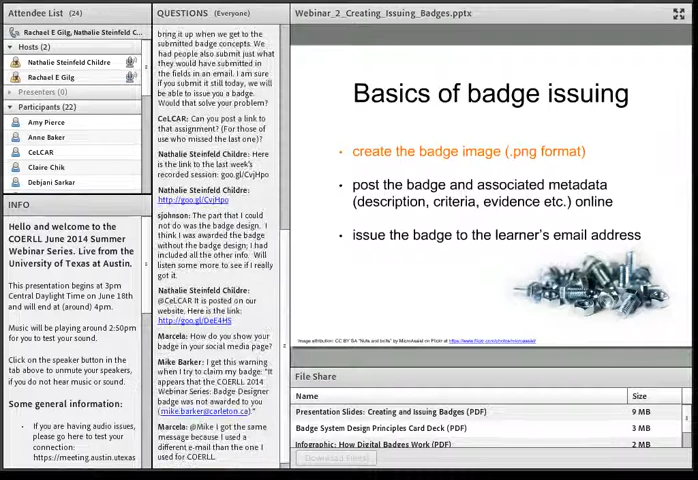 Attendee List (24)
Rachael E Gilg, Nathalie Steinfeld C...
Hosts (2)
Nathalie Steinfeld Childre
Rachael E Gilg
Presenters (0)
Participants (22)
Amy Pierce
Anne Baker
CeLCAR
Claire Chik
Debjani Sarkar
INFO
Hello and welcome to the
COERLL June 2014 Summer
Webinar Series. Live from the
University of Texas at Austin.
This presentation begins at 3pm
Central Daylight Time on June 18th
and will end at (around) 4pm.
Music will be playing around 2:50pm
for you to test your sound.
Click on the speaker button in the
tab above to unmute your speakers,
if you do not hear music or sound.
Some general information:
• If you are having audio issues,
please go here to test your
connection:
https://meeting.austin.utexas
QUESTIONS (Everyone)
bring it up when we get to the
submitted badge concepts. We
had people also submit just what
they would have submitted in
the fields in an email. I am sure
if you submit it still today, we will
be able to issue you a badge.
Would that solve your problem?
CeLCAR: Can you post a link to
that assignment? (For those of
use who missed the last one)?
Nathalie Steinfeld Childre: Here
is the link to the last week's
recorded session: goo.gl/CvjHpo
Nathalie Steinfeld Childre:
http://goo.gl/CvjHpo
sjohnson: The part that I could
not do was the badge design. I
think I was awarded the badge
without the badge design; I had
included all the other info. Will
listen some more to see if I really
got it.
Nathalie Steinfeld Childre:
@CeLCAR It is posted on our
website. Here is the link:
http://goo.gl/DeE4HS
Marcela: How do you show your
badge in your social media page?
Mike Barker: I get this warning
when I try to claim my badge: "It
appears that the COERLL 2014
Webinar Series: Badge Designer
badge was not awarded to you
(mike.barker@carleton.ca)."
Marcela: @Mike I got the same
message because I used a
different e-mail than the one I
used for COERLL.
Webinar_2_Creating_Issuing_Badges.pptx
Basics of badge issuing
• create the badge image (.png format)
• post the badge and associated metadata
(description, criteria, evidence etc.) online
• issue the badge to the learner's email address
Image attribution: CC BY SA "Nuts and bolts" by MicroAssist on Flickr at
File Share
Name Size
Presentation Slides: Creating and Issuing Badges (PDF) 9 MB
Badge System Design Principles Card Deck (PDF) 3 MB
Infographic: How Digital Badges Work (PDF) 2 MB
Download File(s)